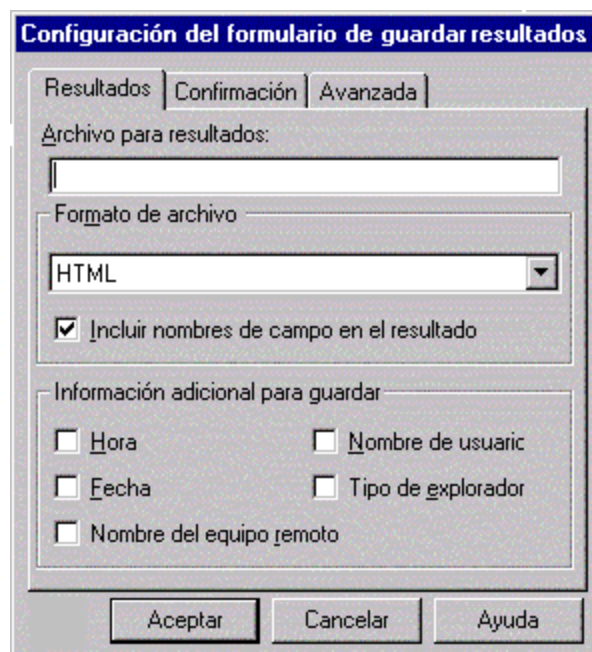 Configuración del formulario de guardar resultados
Resultados Confirmación Avanzada
Archivo para resultados:
Formato de archivo
HTML
Incluir nombres de campo en el resultado
Información adicional para guardar
Hora Nombre de usuaric
Fecha Tipo de explorador
Nombre del equipo remoto
Aceptar Cancelar Ayuda